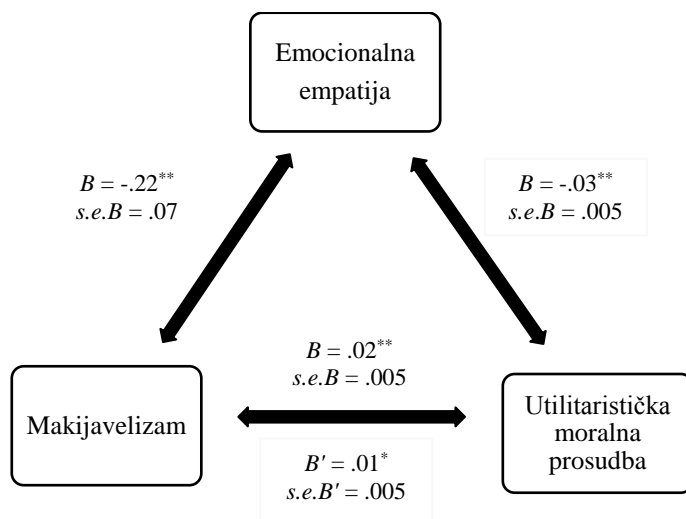 Emocionalna
empatija
B = -.22**
s.e.B = .07
B = -.03**
s.e.B = .005
B = .02**
s.e.B = .005
Makijavelizam
Utilitaristička
moralna
prosudba
B' = .01*
s.e.B' = .005